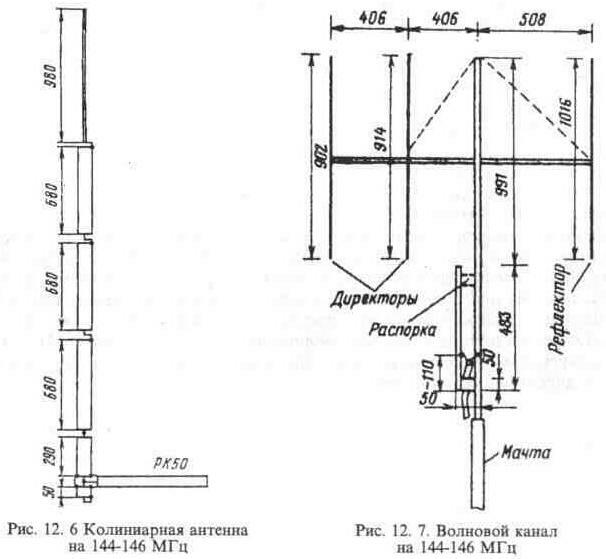 980
680
680
680
290
50
РК50
Рис. 12. 6 Колиниарная антенна
на 144-146 МГц
406
406
508
902
914
991
1016
Директоры
Распорка
Рефлектор
483
~110
50
50
Мачта
Рис. 12. 7. Волновой канал
на 144-146 МГц